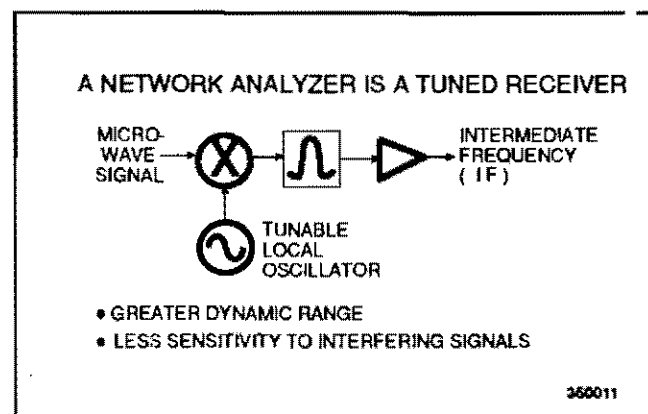 A NETWORK ANALYZER IS A TUNED RECEIVER
MICRO-
WAVE
SIGNAL
X
INTERMEDIATE
FREQUENCY
( IF )
TUNABLE
LOCAL
OSCILLATOR
• GREATER DYNAMIC RANGE
• LESS SENSITIVITY TO INTERFERING SIGNALS
350011